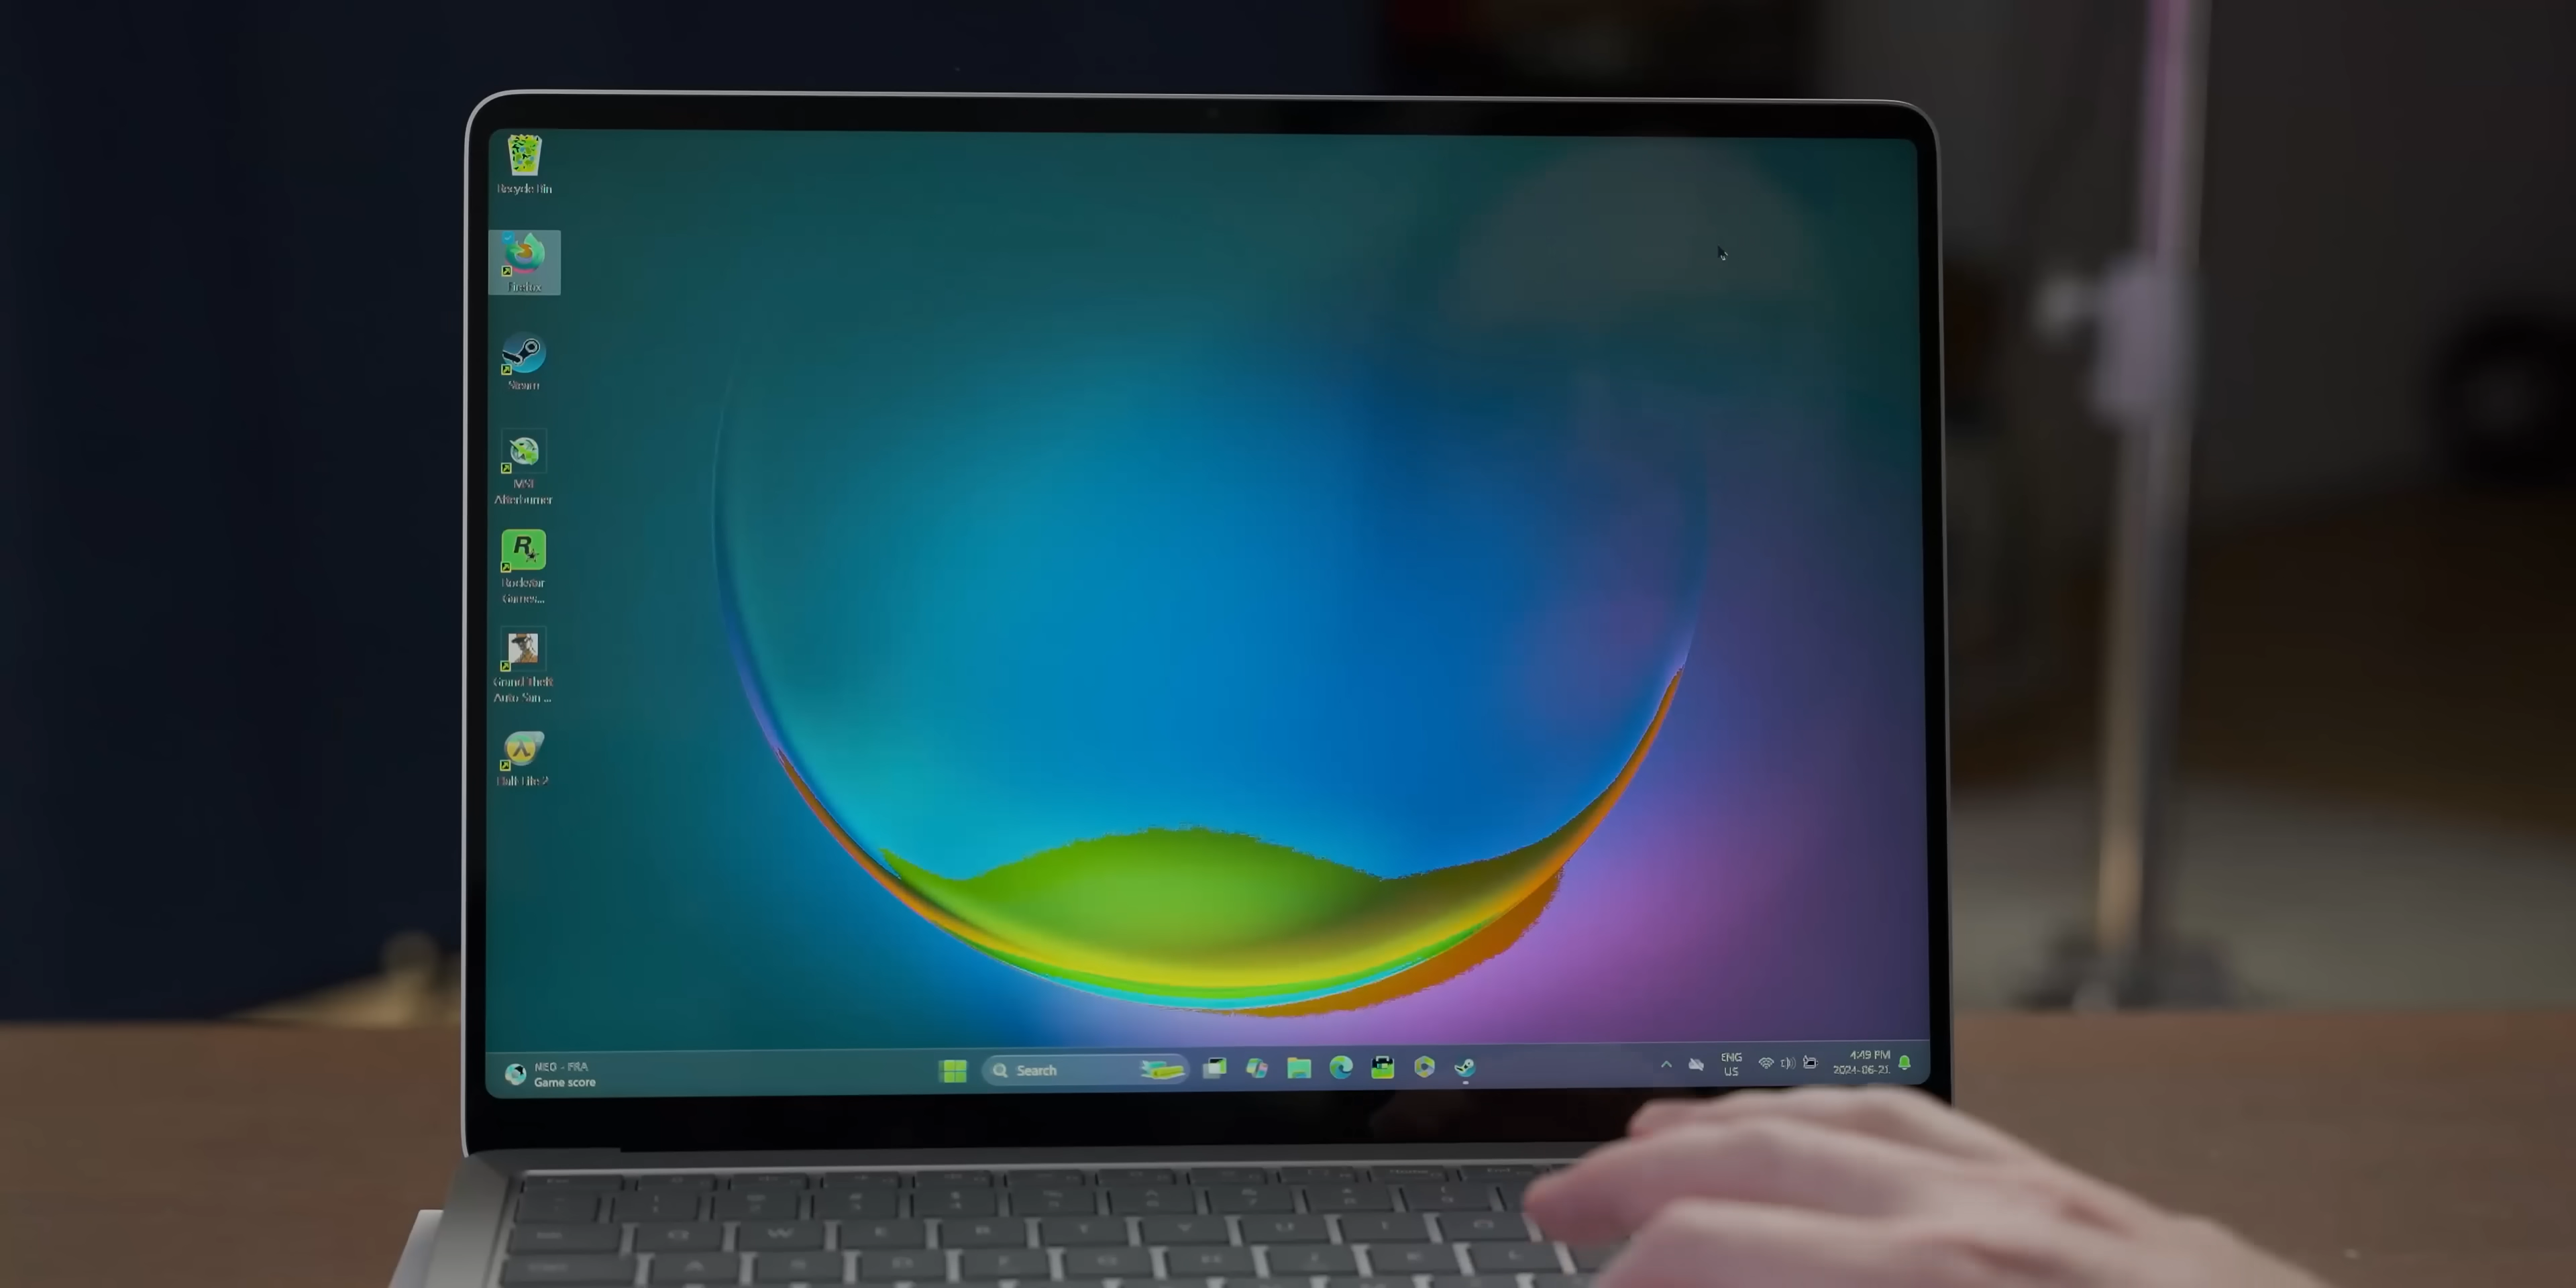 Recycle Bin
Firefox
Steam
MSI
Afterburner
R
Rockstar
Games...
Grand Theft
Auto San ...
Half-Life 2
NED - FRA
Game score
Search
ENG
US
4:49 PM
2024-06-21
Q W E R T Y U I O
A S D F G H J K L